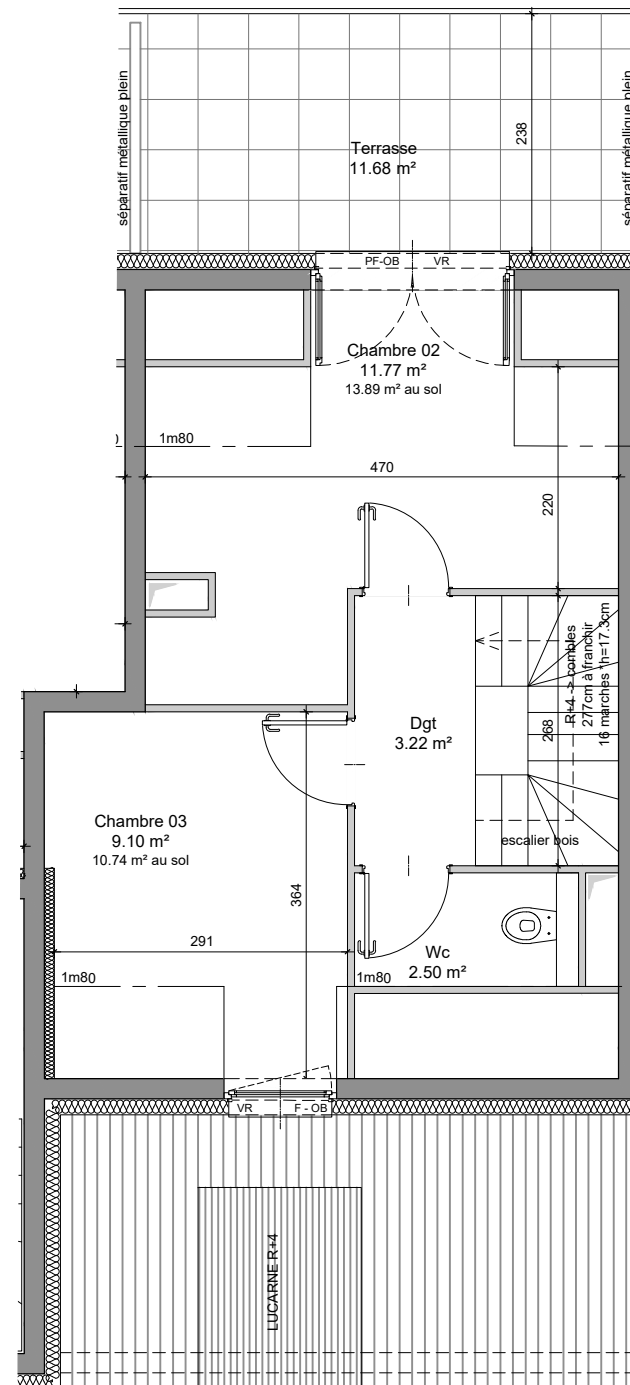 séparatif métallique plein
séparatif métallique plein
238
Terrasse
11.68 m²
PF-OB
VR
Chambre 02
11.77 m²
13.89 m² au sol
1m80
470
220
R+4 -> combles
277cm à franchir
16 marches *h=17.3cm
268
Dgt
3.22 m²
escalier bois
Chambre 03
9.10 m²
10.74 m² au sol
364
291
Wc
2.50 m²
1m80
1m80
VR
F - OB
LUCARNE R+4